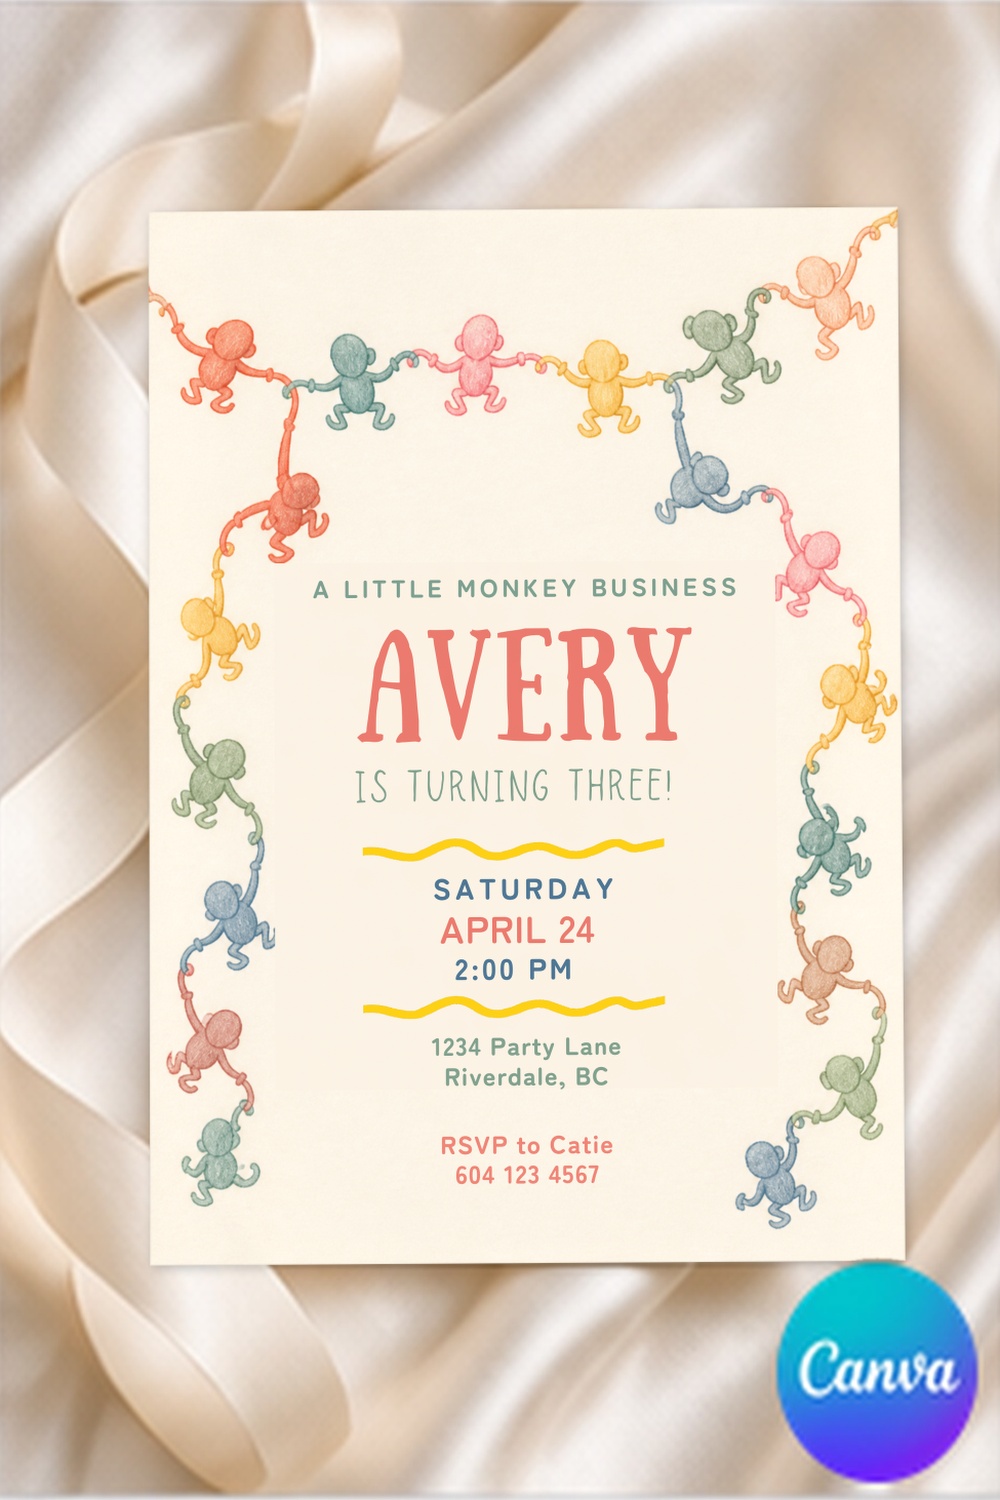 A LITTLE MONKEY BUSINESS
AVERY
IS TURNING THREE!
SATURDAY
APRIL 24
2:00 PM
1234 Party Lane
Riverdale, BC
RSVP to Catie
604 123 4567
Canva